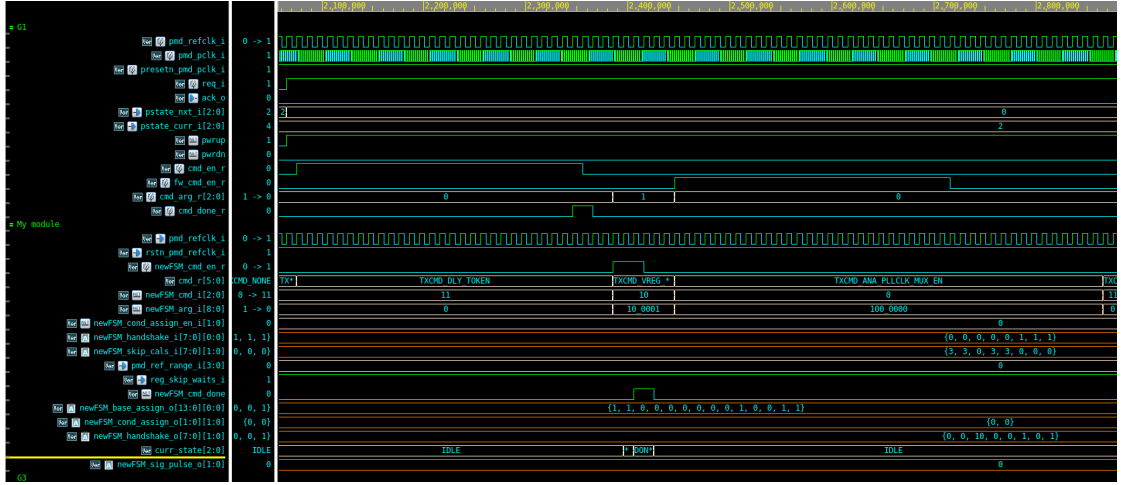 2,100,000 2,200,000 2,300,000 2,400,000 2,500,000 2,600,000 2,700,000 2,800,000
G1
pmd_refclk_i 0 -> 1
pmd_pclk_i 1
presetn_pmd_pclk_i 1
req_i 1
ack_o 0
pstate_nxt_i[2:0] 2 2 0
pstate_curr_i[2:0] 4 2
pwrup 1
pwrdn 0
cmd_en_r 0
fw_cmd_en_r 0
cmd_arg_r[2:0] 1 -> 0 0 1 0
cmd_done_r 0
My module
pmd_refclk_i 0 -> 1
rstn_pmd_refclk_i 1
newFSM_cmd_en_r 0 -> 1
cmd_r[5:0] XCMD_NONE TX* TXCMD_DLY_TOKEN TXCMD_VREG_* TXCMD_ANA_PLLCLK_MUX_EN TXC
newFSM_cmd_i[2:0] 0 -> 11 11 10 0 11
newFSM_arg_i[8:0] 1 -> 0 0 10_0001 100_0000 0
newFSM_cond_assign_en_i[1:0] 0 0
newFSM_handshake_i[7:0][0:0] 1, 1, 1} {0, 0, 0, 0, 0, 1, 1, 1}
newFSM_skip_cals_i[7:0][1:0] 0, 0, 0} {3, 3, 0, 3, 3, 0, 0, 0}
pmd_ref_range_i[3:0] 0 0
reg_skip_waits_i 1
newFSM_cmd_done 0
newFSM_base_assign_o[13:0][0:0] 0, 0, 1} {1, 1, 0, 0, 0, 0, 0, 0, 0, 1, 0, 0, 1, 1}
newFSM_cond_assign_o[1:0][1:0] {0, 0} {0, 0}
newFSM_handshake_o[7:0][1:0] 0, 0, 1} {0, 0, 10, 0, 0, 1, 0, 1}
curr_state[2:0] IDLE IDLE * DON* IDLE
newFSM_sig_pulse_o[1:0] 0 0
G3